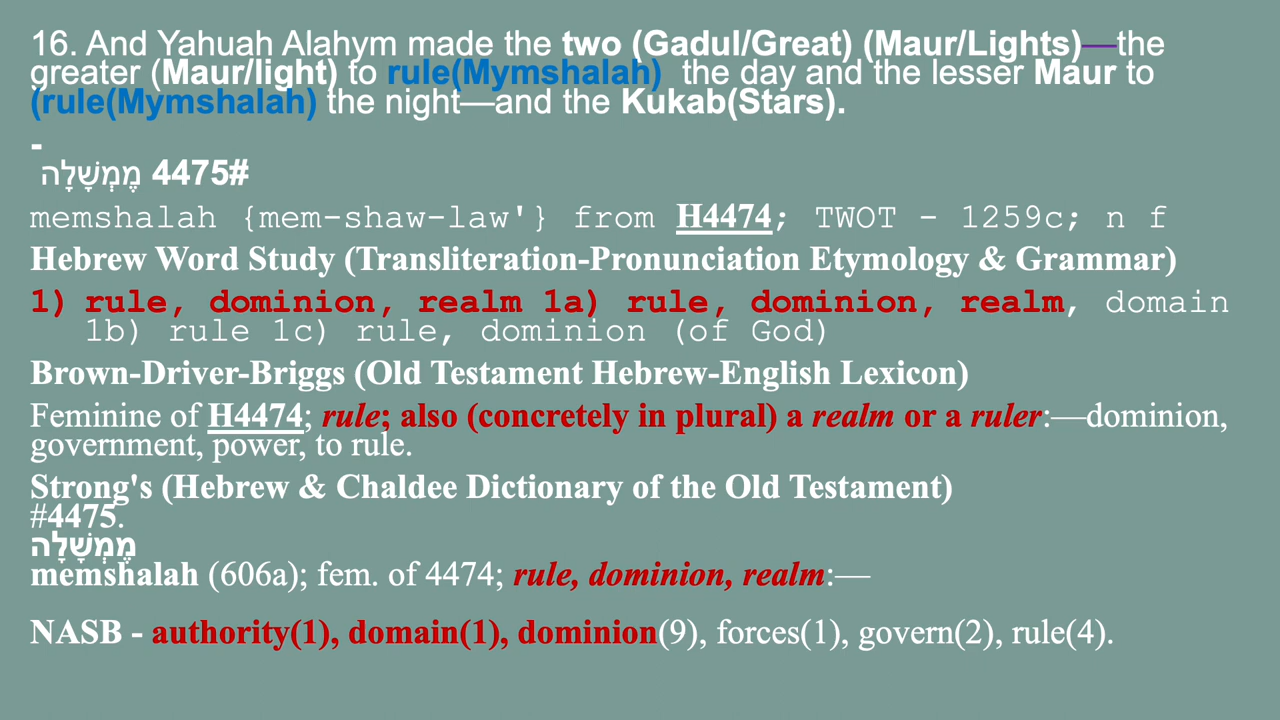 16. And Yahuah Alahym made the two (Gadul/Great) (Maur/Lights)—the
greater (Maur/light) to rule(Mymshalah) the day and the lesser Maur to
(rule(Mymshalah) the night—and the Kukab(Stars).
-
מֶמְשָׁלָה 4475#
memshalah {mem-shaw-law'} from H4474; TWOT - 1259c; n f
Hebrew Word Study (Transliteration-Pronunciation Etymology & Grammar)
1) rule, dominion, realm 1a) rule, dominion, realm, domain
1b) rule 1c) rule, dominion (of God)
Brown-Driver-Briggs (Old Testament Hebrew-English Lexicon)
Feminine of H4474; rule; also (concretely in plural) a realm or a ruler:—dominion,
government, power, to rule.
Strong's (Hebrew & Chaldee Dictionary of the Old Testament)
#4475.
מֶמְשָׁלָה
memshalah (606a); fem. of 4474; rule, dominion, realm:—
NASB - authority(1), domain(1), dominion(9), forces(1), govern(2), rule(4).